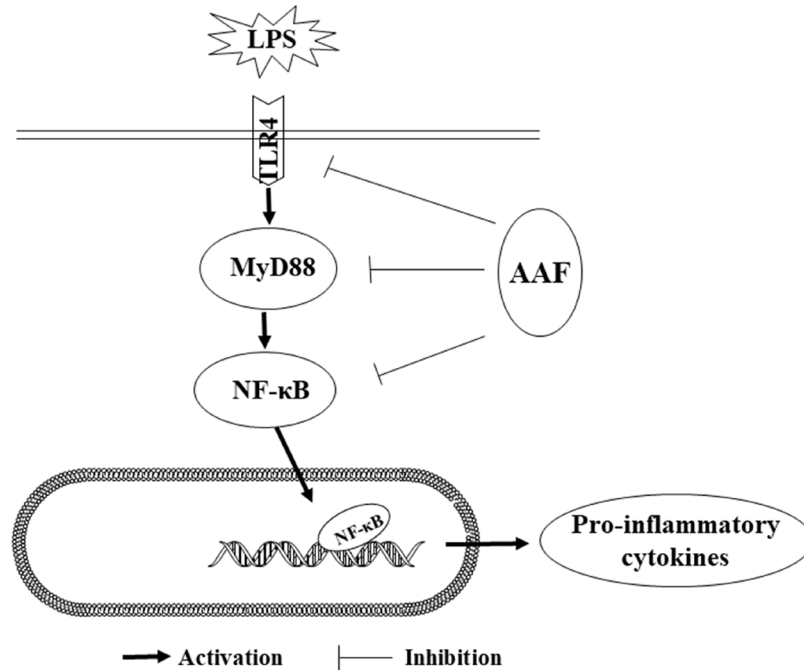 LPS
TLR4
MyD88
AAF
NF-κB
NF-κB
Pro-inflammatory
cytokines
Activation
Inhibition